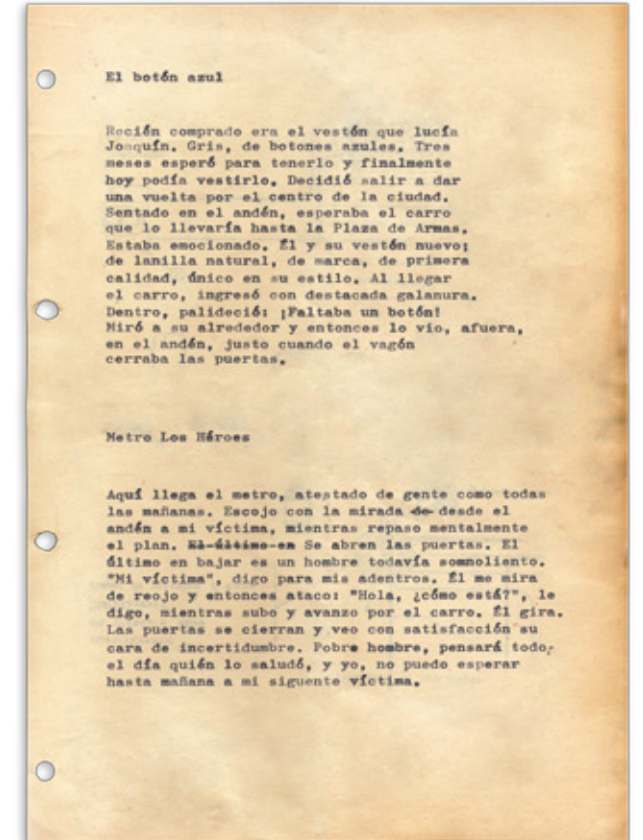 El botón azul
Recién comprado era el vestón que lucía
Joaquín. Gris, de botones azules. Tres
meses esperó para tenerlo y finalmente
hoy podía vestirlo. Decidió salir a dar
una vuelta por el centro de la ciudad.
Sentado en el andén, esperaba el carro
que lo llevaría hasta la Plaza de Armas.
Estaba emocionado. Él y su vestón nuevo;
de lanilla natural, de marca, de primera
calidad, único en su estilo. Al llegar
el carro, ingresó con destacada galanura.
Dentro, palideció: ¡Faltaba un botón!
Miró a su alrededor y entonces lo vio, afuera,
en el andén, justo cuando el vagón
cerraba las puertas.
Metro Los Héroes
Aquí llega el metro, atestado de gente como todas
las mañanas. Escojo con la mirada de desde el
andén a mi víctima, mientras repaso mentalmente
el plan. El último en Se abren las puertas. El
último en bajar es un hombre todavía somnoliento.
"Mi víctima", digo para mis adentros. Él me mira
de reojo y entonces ataco: "Hola, ¿cómo está?", le
digo, mientras subo y avanzo por el carro. Él gira.
Las puertas se cierran y veo con satisfacción su
cara de incertidumbre. Pobre hombre, pensará todo
el día quién lo saludó, y yo, no puedo esperar
hasta mañana a mi siguente víctima.